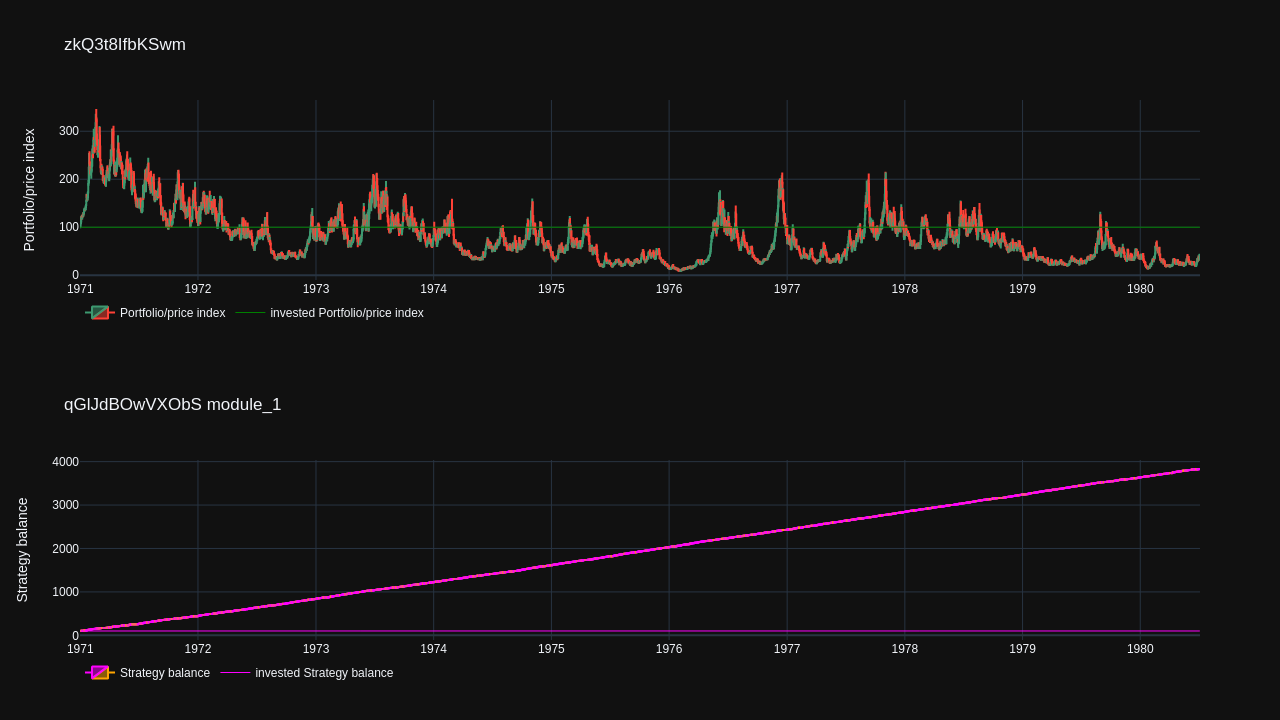 zkQ3t8IfbKSwm
Portfolio/price index
300
200
100
0
1971 1972 1973 1974 1975 1976 1977 1978 1979 1980
Portfolio/price index invested Portfolio/price index
qGlJdBOwVXObS module_1
Strategy balance
4000
3000
2000
1000
0
1971 1972 1973 1974 1975 1976 1977 1978 1979 1980
Strategy balance invested Strategy balance